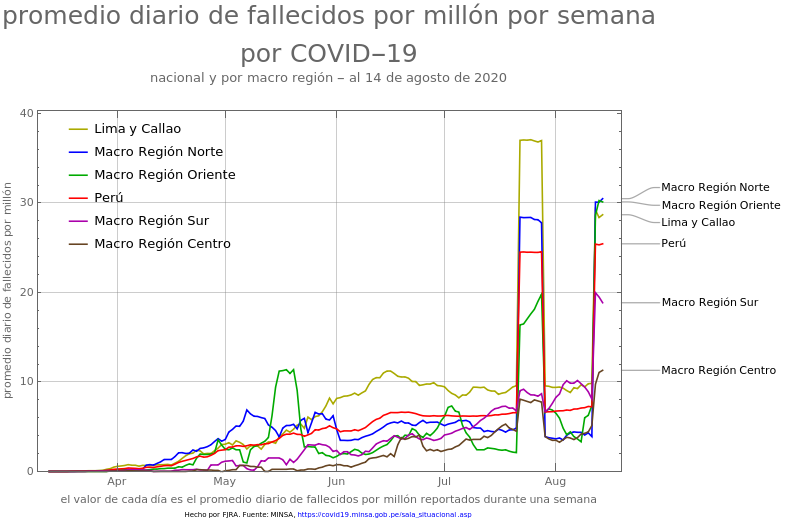 promedio diario de fallecidos por millón por semana
por COVID−19
nacional y por macro región − al 14 de agosto de 2020
promedio diario de fallecidos por millón
40
30
20
10
0
Lima y Callao
Macro Región Norte
Macro Región Oriente
Perú
Macro Región Sur
Macro Región Centro
Macro Región Norte
Macro Región Oriente
Lima y Callao
Perú
Macro Región Sur
Macro Región Centro
Apr
May
Jun
Jul
Aug
el valor de cada día es el promedio diario de fallecidos por millón reportados durante una semana
Hecho por FJRA. Fuente: MINSA, https://covid19.minsa.gob.pe/sala_situacional.asp